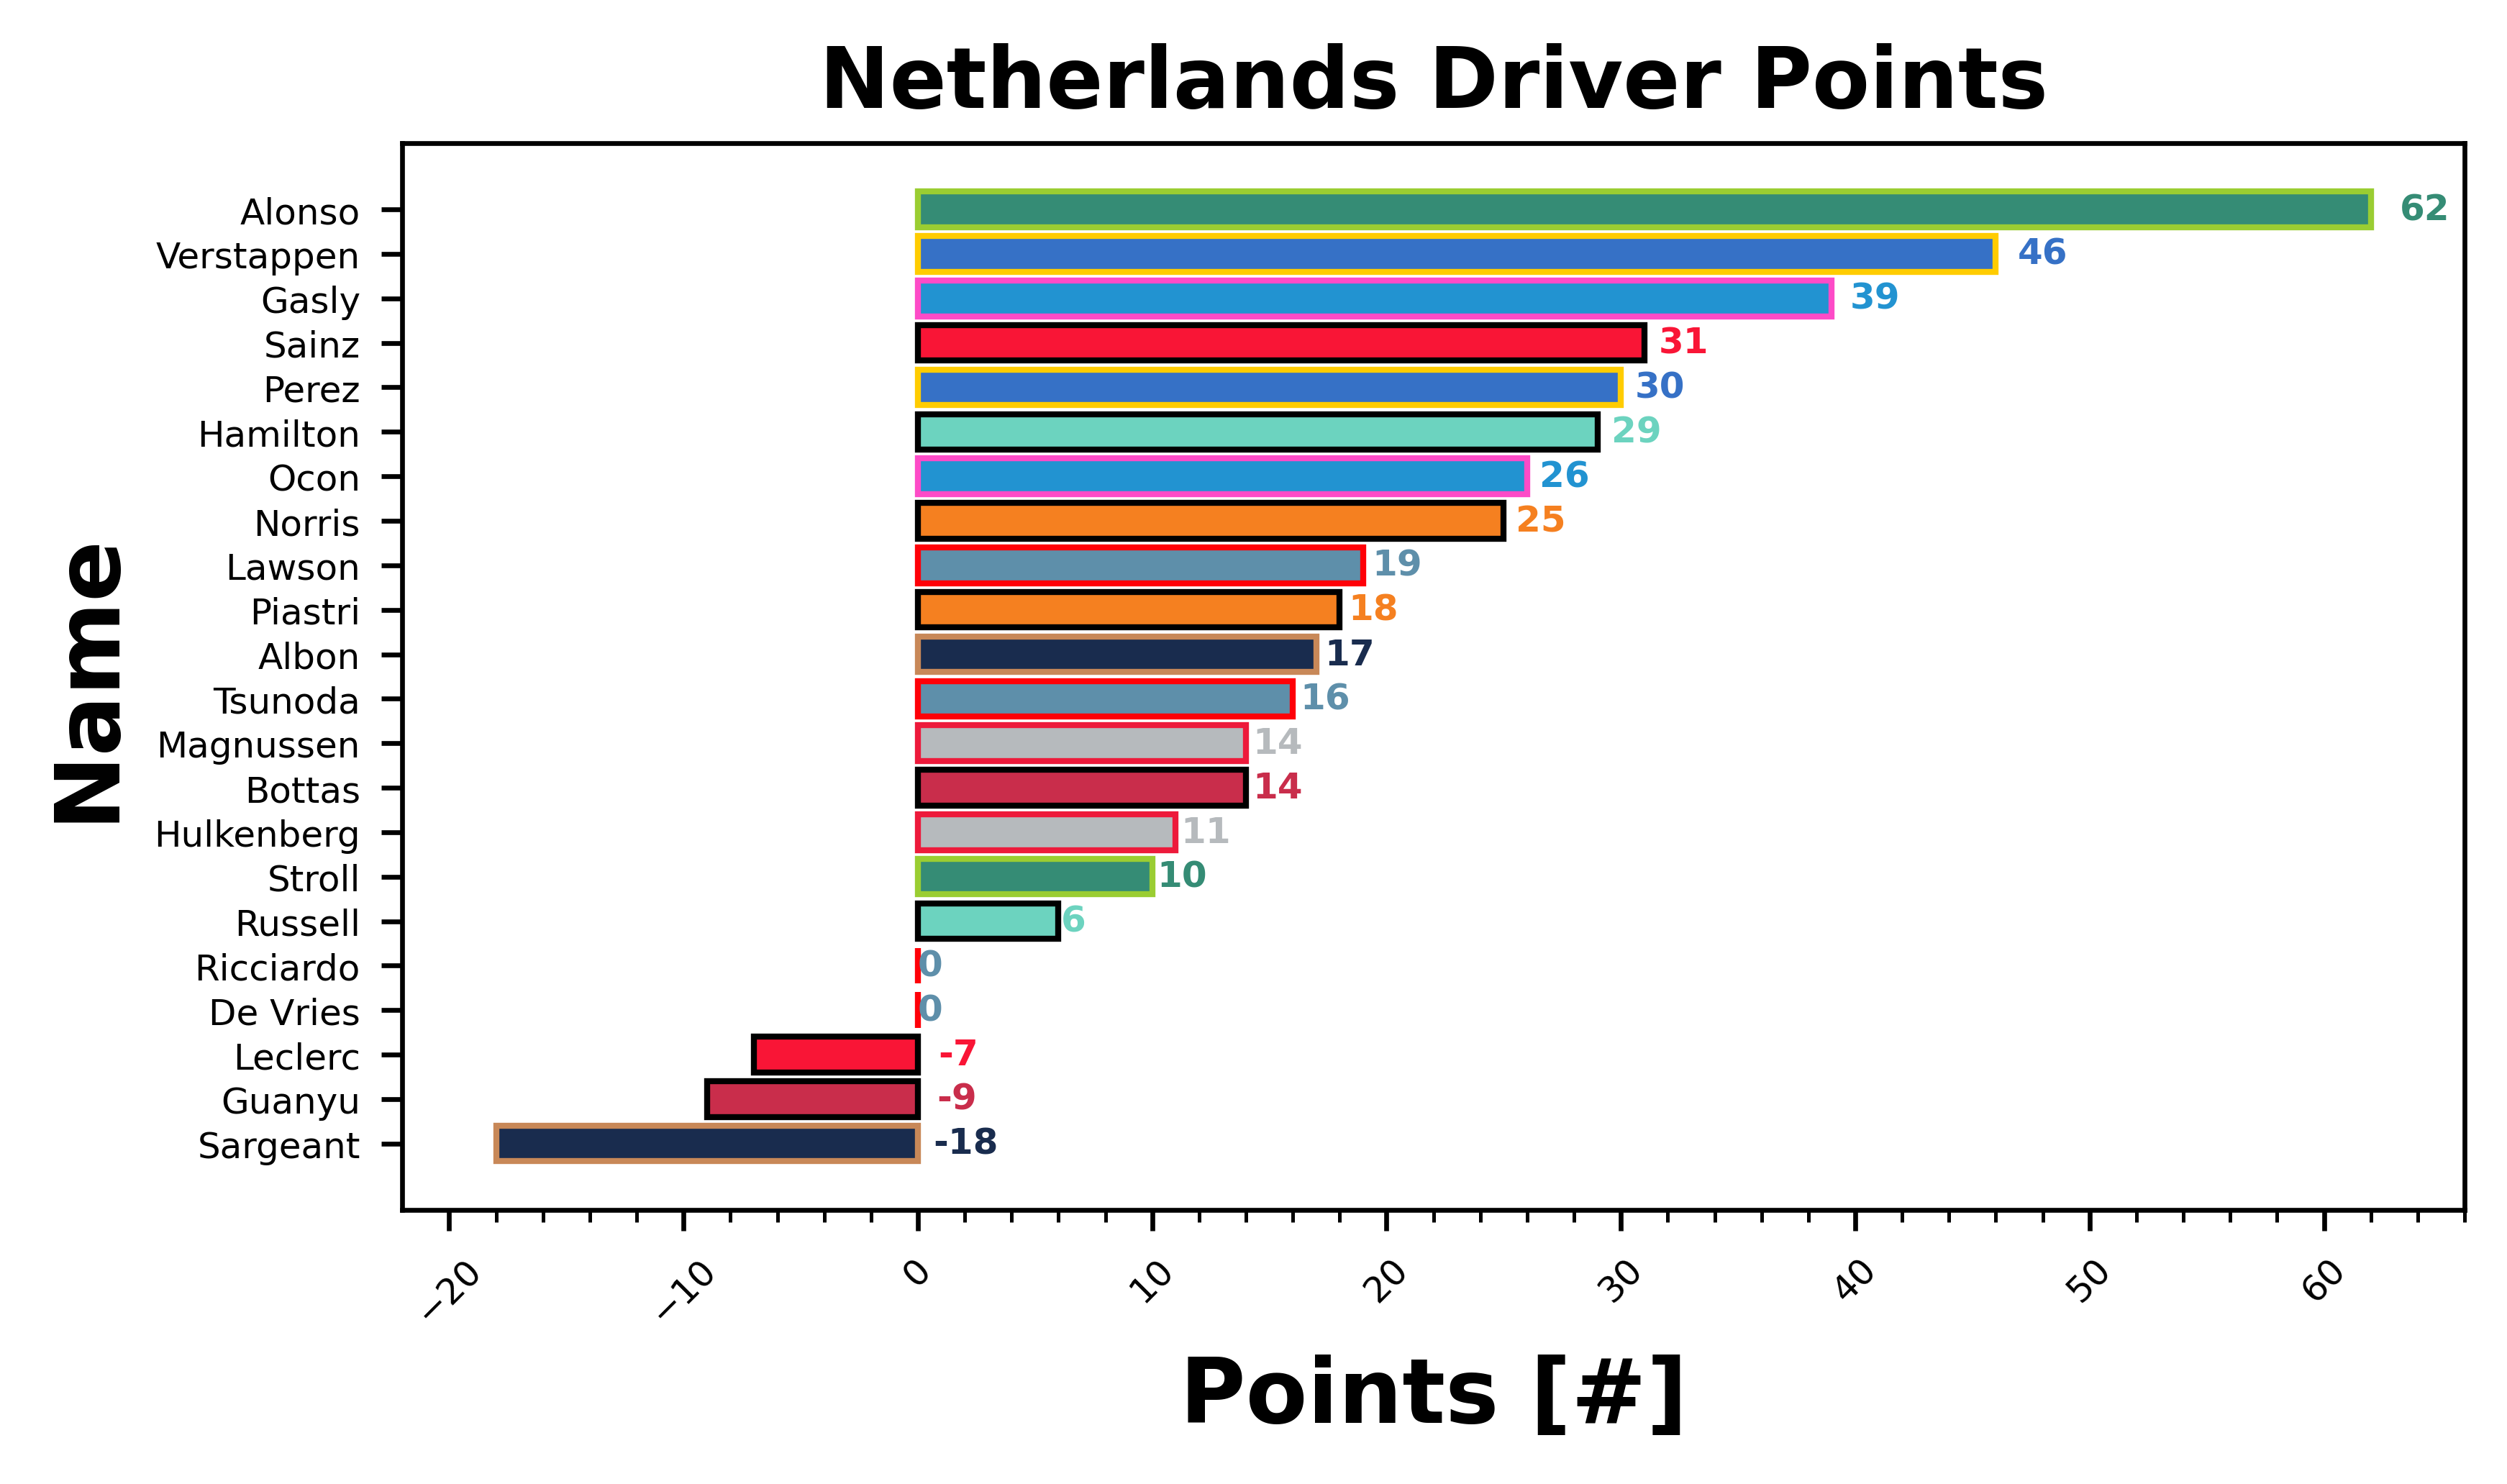 Netherlands Driver Points
Name
Alonso 62
Verstappen 46
Gasly 39
Sainz 31
Perez 30
Hamilton 29
Ocon 26
Norris 25
Lawson 19
Piastri 18
Albon 17
Tsunoda 16
Magnussen 14
Bottas 14
Hulkenberg 11
Stroll 10
Russell 6
Ricciardo 0
De Vries 0
Leclerc -7
Guanyu -9
Sargeant -18
−20 −10 0 10 20 30 40 50 60
Points [#]